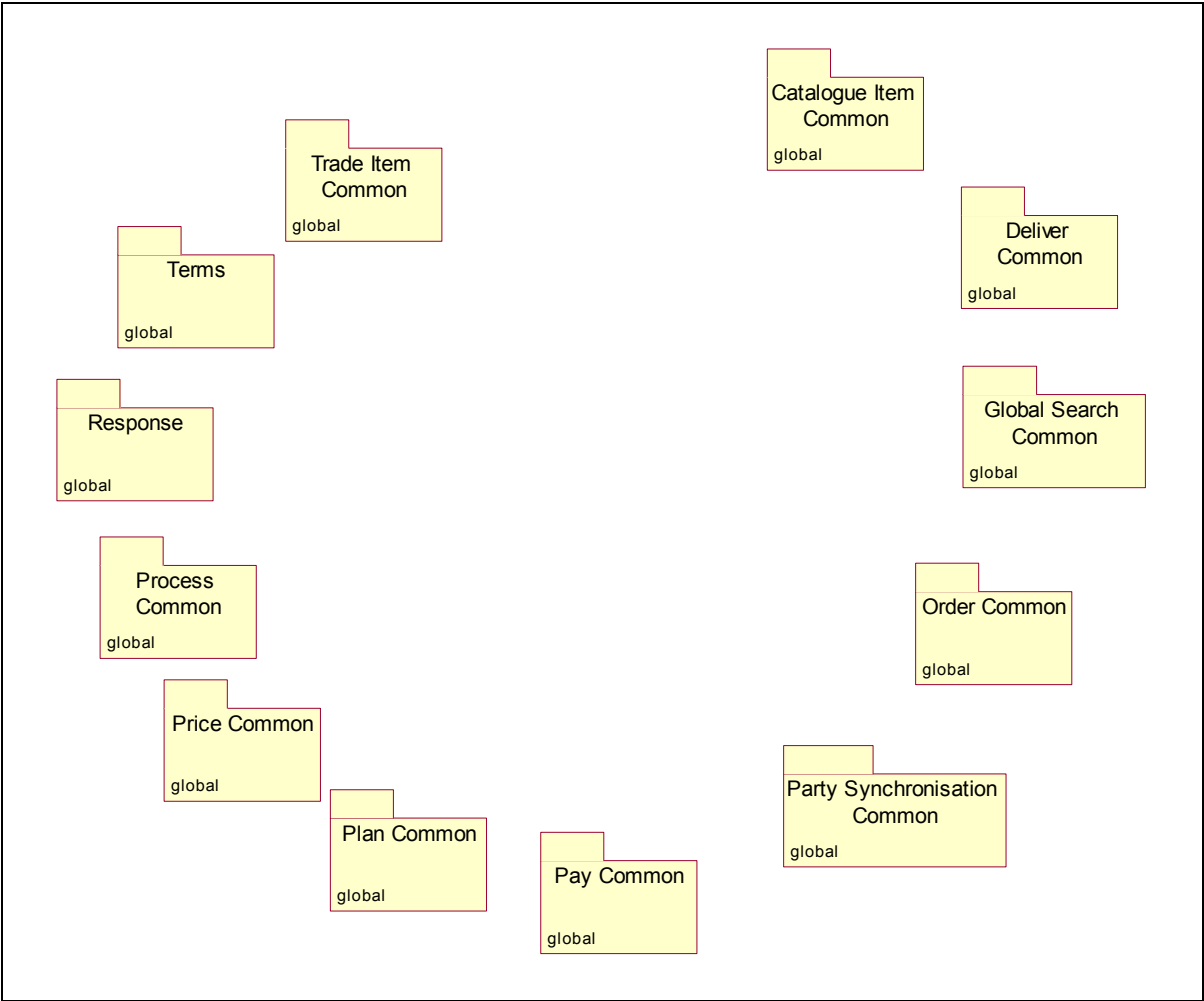 Catalogue Item
Common
global
Trade Item
Common
global
Deliver
Common
global
Terms
global
Global Search
Common
global
Response
global
Process
Common
global
Order Common
global
Price Common
global
Party Synchronisation
Common
global
Plan Common
global
Pay Common
global